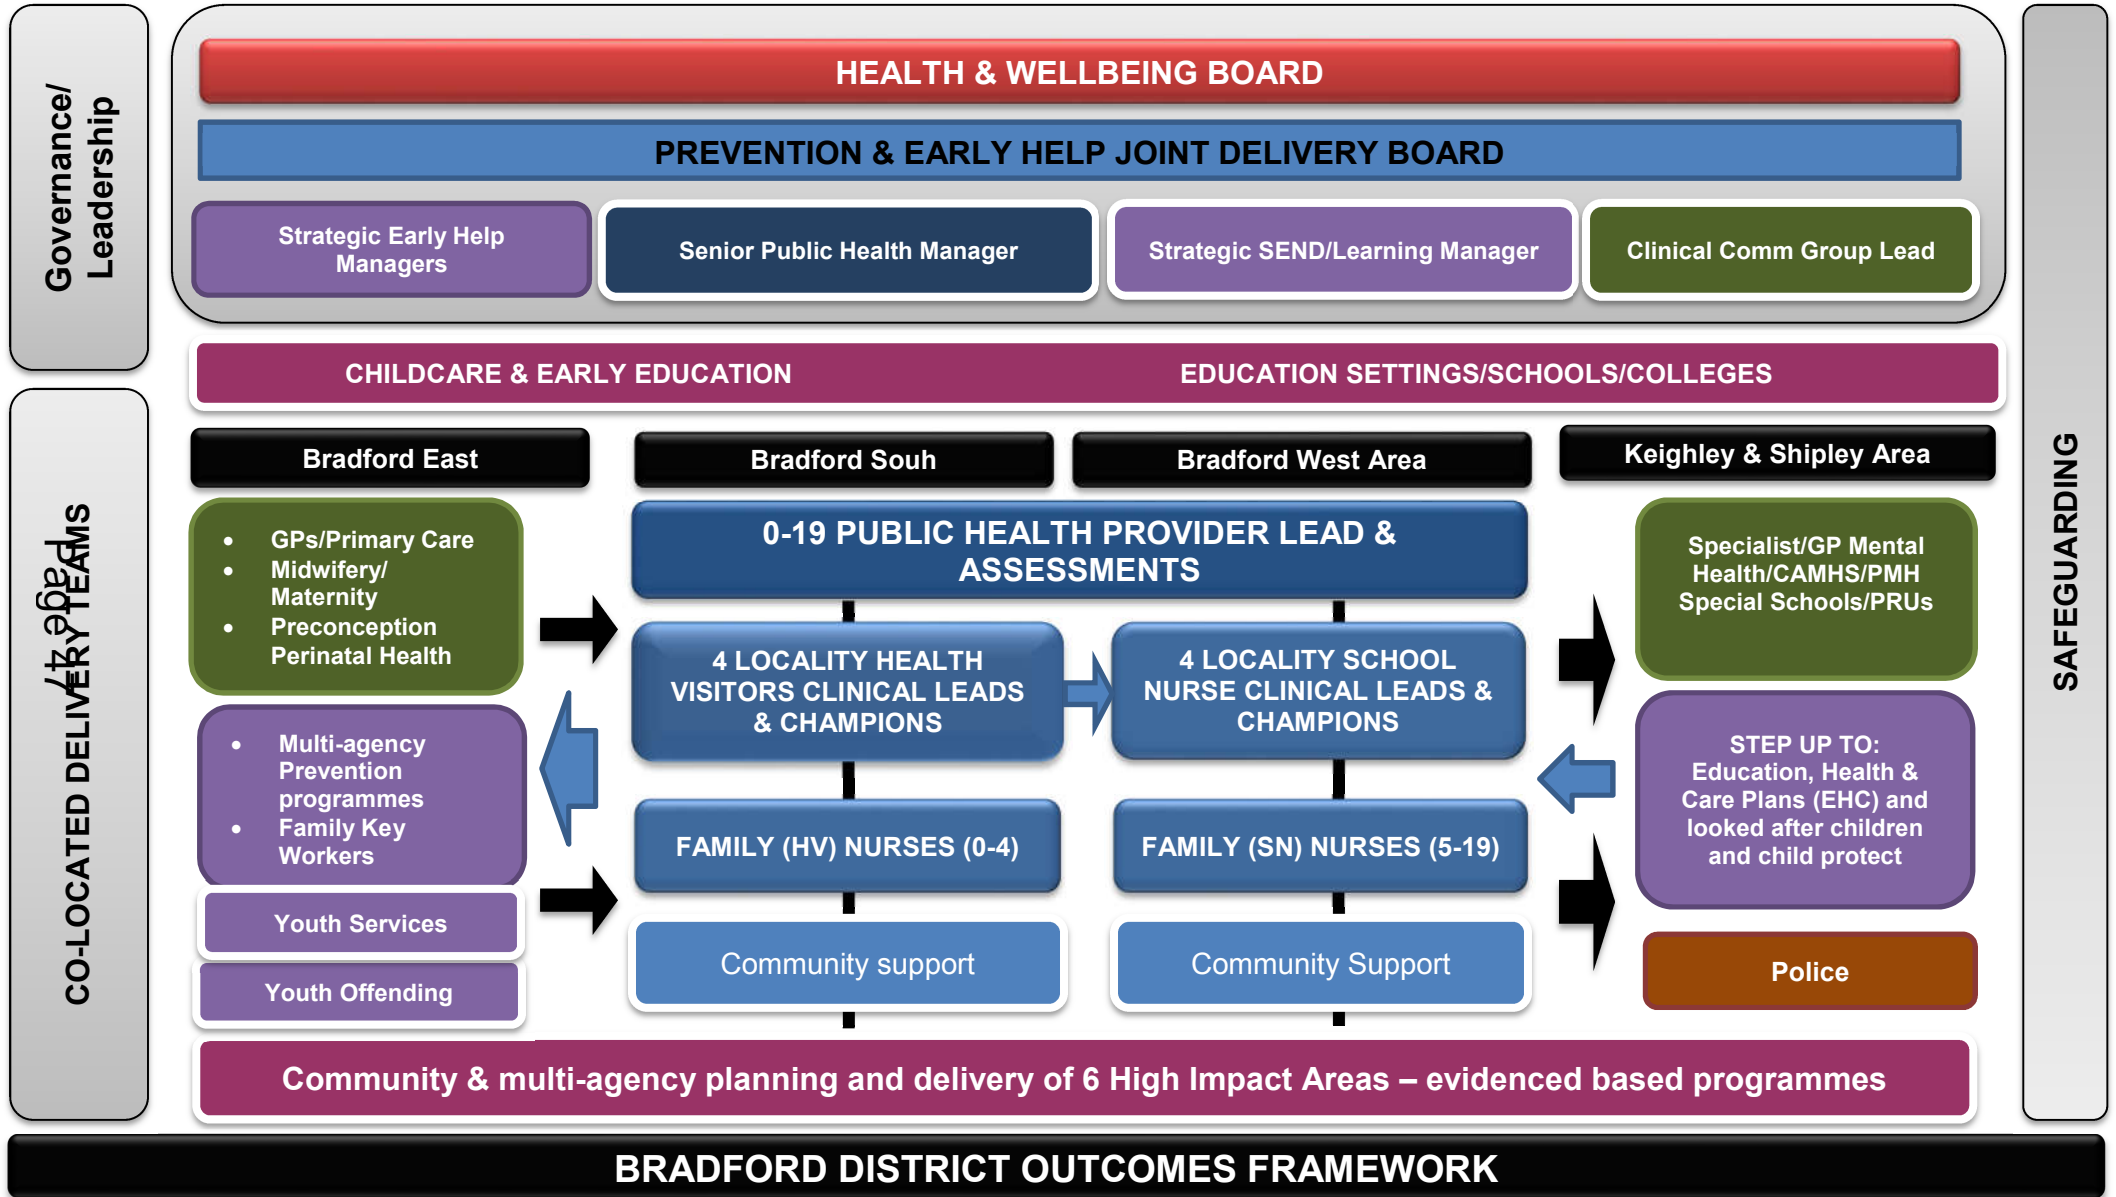 Governance/
Leadership
HEALTH & WELLBEING BOARD
PREVENTION & EARLY HELP JOINT DELIVERY BOARD
Strategic Early Help
Managers
Senior Public Health Manager
Strategic SEND/Learning Manager
Clinical Comm Group Lead
CHILDCARE & EARLY EDUCATION
EDUCATION SETTINGS/SCHOOLS/COLLEGES
CO-LOCATED DELIVERY TEAMS
Page 47
Bradford East
Bradford Souh
Bradford West Area
Keighley & Shipley Area
• GPs/Primary Care
• Midwifery/
Maternity
• Preconception
Perinatal Health
• Multi-agency
Prevention
programmes
• Family Key
Workers
Youth Services
Youth Offending
0-19 PUBLIC HEALTH PROVIDER LEAD &
ASSESSMENTS
4 LOCALITY HEALTH
VISITORS CLINICAL LEADS
& CHAMPIONS
4 LOCALITY SCHOOL
NURSE CLINICAL LEADS &
CHAMPIONS
FAMILY (HV) NURSES (0-4)
FAMILY (SN) NURSES (5-19)
Community support
Community Support
Specialist/GP Mental
Health/CAMHS/PMH
Special Schools/PRUs
STEP UP TO:
Education, Health &
Care Plans (EHC) and
looked after children
and child protect
Police
SAFEGUARDING
Community & multi-agency planning and delivery of 6 High Impact Areas – evidenced based programmes
BRADFORD DISTRICT OUTCOMES FRAMEWORK